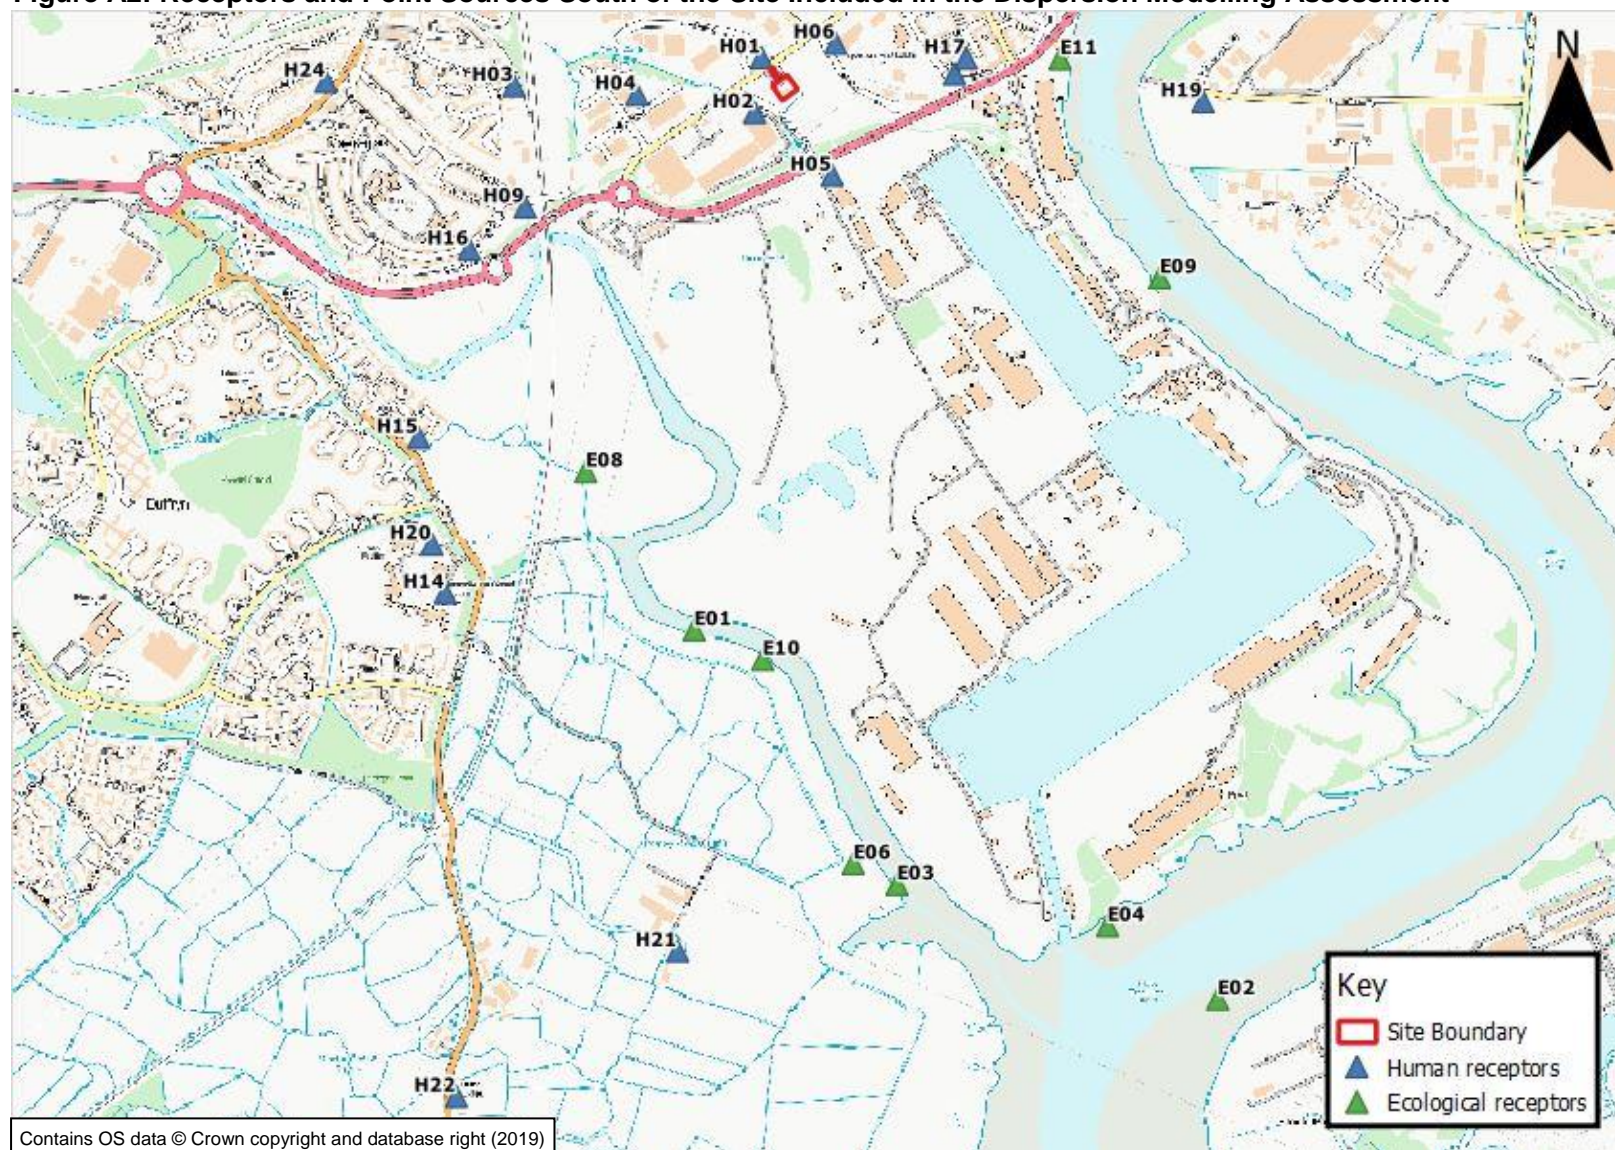 Figure A2: Receptors and Point Sources South of the Site Included in the Dispersion Modelling Assessment
H06
H01
H17
E11
N
H24
H03
H04
H02
H19
H05
H09
H16
E09
H15
E08
Duffryn
H20
H14
E01
E10
E06
E03
E04
H21
E02
H22
Port
Key
Site Boundary
Human receptors
Ecological receptors
Contains OS data © Crown copyright and database right (2019)